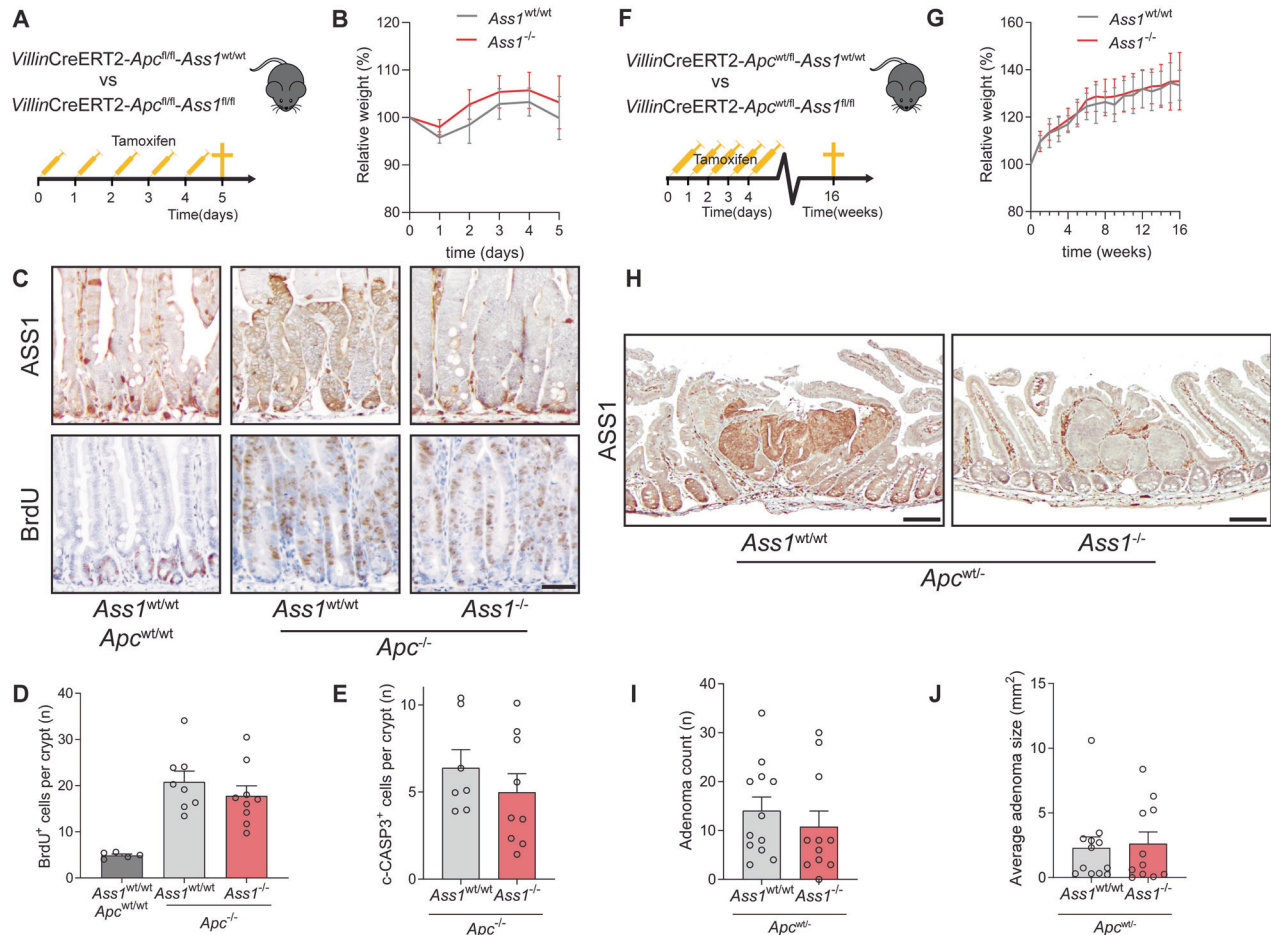 A
VillinCreERT2-Apcfl/fl-Ass1wt/wt
vs
VillinCreERT2-Apcfl/fl-Ass1fl/fl
Tamoxifen
0 1 2 3 4 5
Time(days)
B
Ass1wt/wt
Ass1-/-
Relative weight (%)
120
110
100
90
80
0 1 2 3 4 5
time (days)
F
VillinCreERT2-Apcwt/fl-Ass1wt/wt
vs
VillinCreERT2-Apcwt/fl-Ass1fl/fl
Tamoxifen
0 1 2 3 4 16
Time(days) Time(weeks)
G
Ass1wt/wt
Ass1-/-
Relative weight (%)
160
140
120
100
80
0 4 8 12 16
time (weeks)
C
ASS1
BrdU
Ass1wt/wt Ass1wt/wt Ass1-/-
Apcwt/wt
Apc-/-
H
ASS1
Ass1wt/wt Ass1-/-
Apcwt/-
D
BrdU+ cells per crypt (n)
40
30
20
10
0
Ass1wt/wt Ass1wt/wt Ass1-/-
Apcwt/wt
Apc-/-
E
c-CASP3+ cells per crypt (n)
10
5
0
Ass1wt/wt Ass1-/-
Apc-/-
I
Adenoma count (n)
40
30
20
10
0
Ass1wt/wt Ass1-/-
Apcwt/-
J
Average adenoma size (mm2)
15
10
5
0
Ass1wt/wt Ass1-/-
Apcwt/-